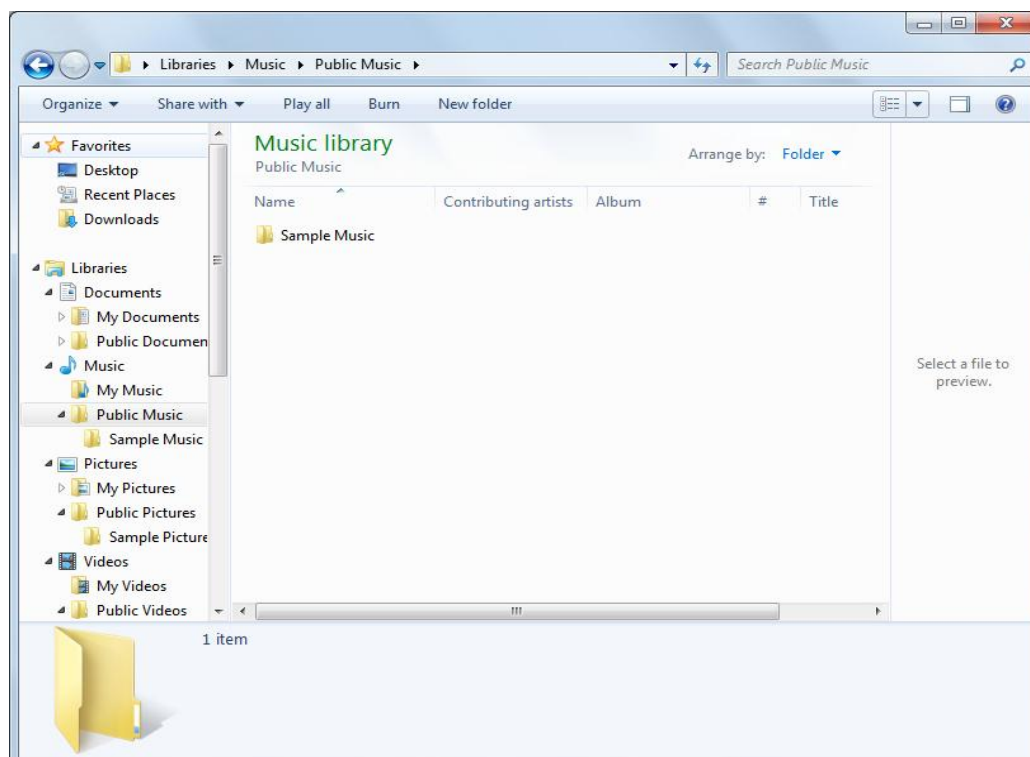 Libraries Music Public Music
Search Public Music
Organize Share with Play all Burn New folder
Favorites
Desktop
Recent Places
Downloads
Libraries
Documents
My Documents
Public Documen
Music
My Music
Public Music
Sample Music
Pictures
My Pictures
Public Pictures
Sample Picture
Videos
My Videos
Public Videos
Music library
Public Music
Arrange by: Folder
Name Contributing artists Album # Title
Sample Music
Select a file to
preview.
1 item